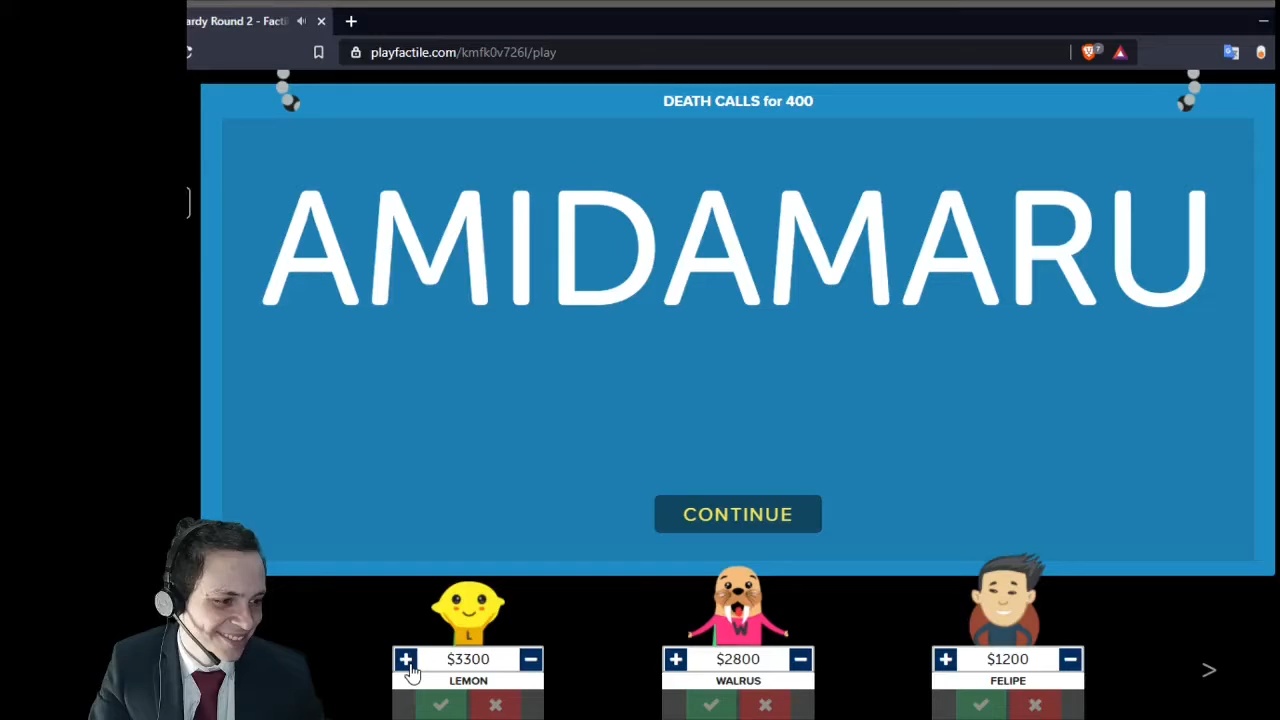 ardy Round 2 - Facti
playfactile.com/kmfk0v726l/play
7
DEATH CALLS for 400
AMIDAMARU
CONTINUE
L
W
$3300
$2800
$1200
LEMON
WALRUS
FELIPE